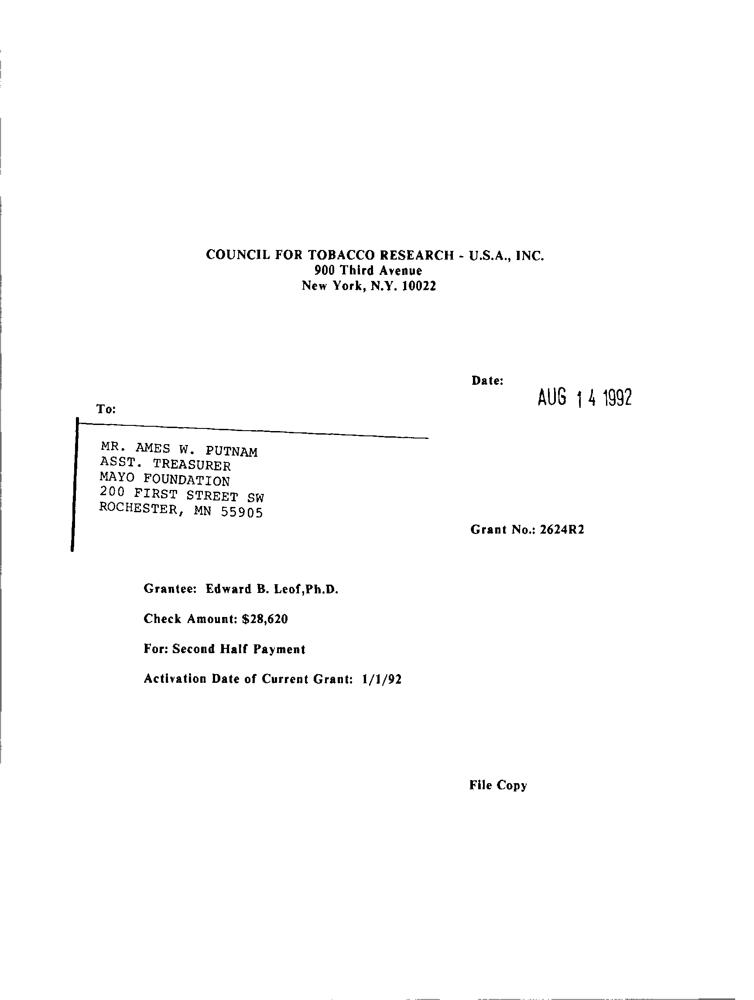 COUNCIL FOR TOBACCO RESEARCH - U.S.A., INC.
900 Third Avenue
New York, N.Y. 10022
Date:
AUG 14 1992
To:
MR. AMES W. PUTNAM
ASST. TREASURER
MAYO FOUNDATION
200 FIRST STREET SW
ROCHESTER, MN 55905
Grant No.: 2624R2
Grantee: Edward B. Leof,Ph.D.
Check Amount: $28,620
For: Second Half Payment
Activation Date of Current Grant: 1/1/92
File Copy